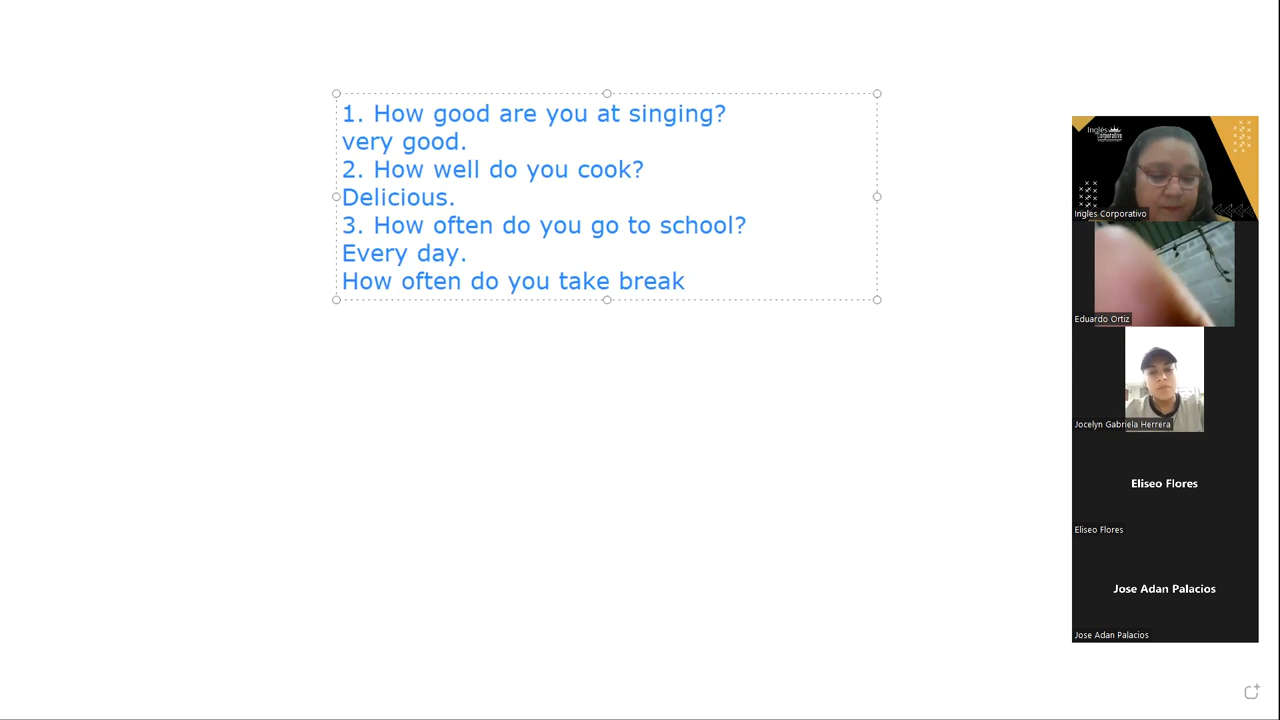 1. How good are you at singing?
very good.
2. How well do you cook?
Delicious.
3. How often do you go to school?
Every day.
How often do you take break
Inglés
Corporativo
Ingles Corporativo
Eduardo Ortiz
Jocelyn Gabriela Herrera
Eliseo Flores
Eliseo Flores
Jose Adan Palacios
Jose Adan Palacios